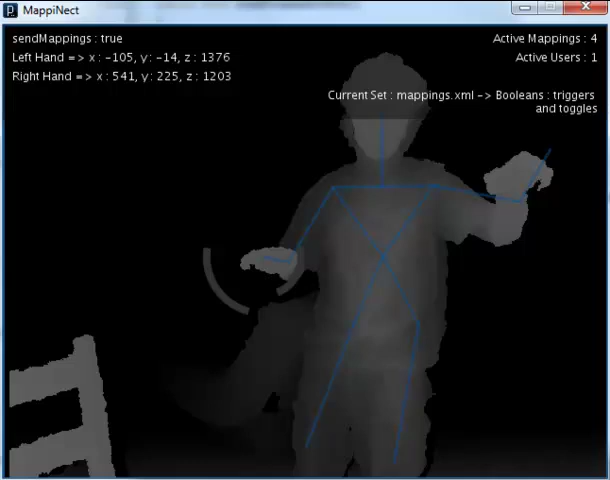 MappiNect
sendMappings : true
Active Mappings : 4
Left Hand => x : -105, y: -14, z : 1376
Active Users : 1
Right Hand => x : 541, y: 225, z : 1203
Current Set : mappings.xml -> Booleans : triggers
and toggles